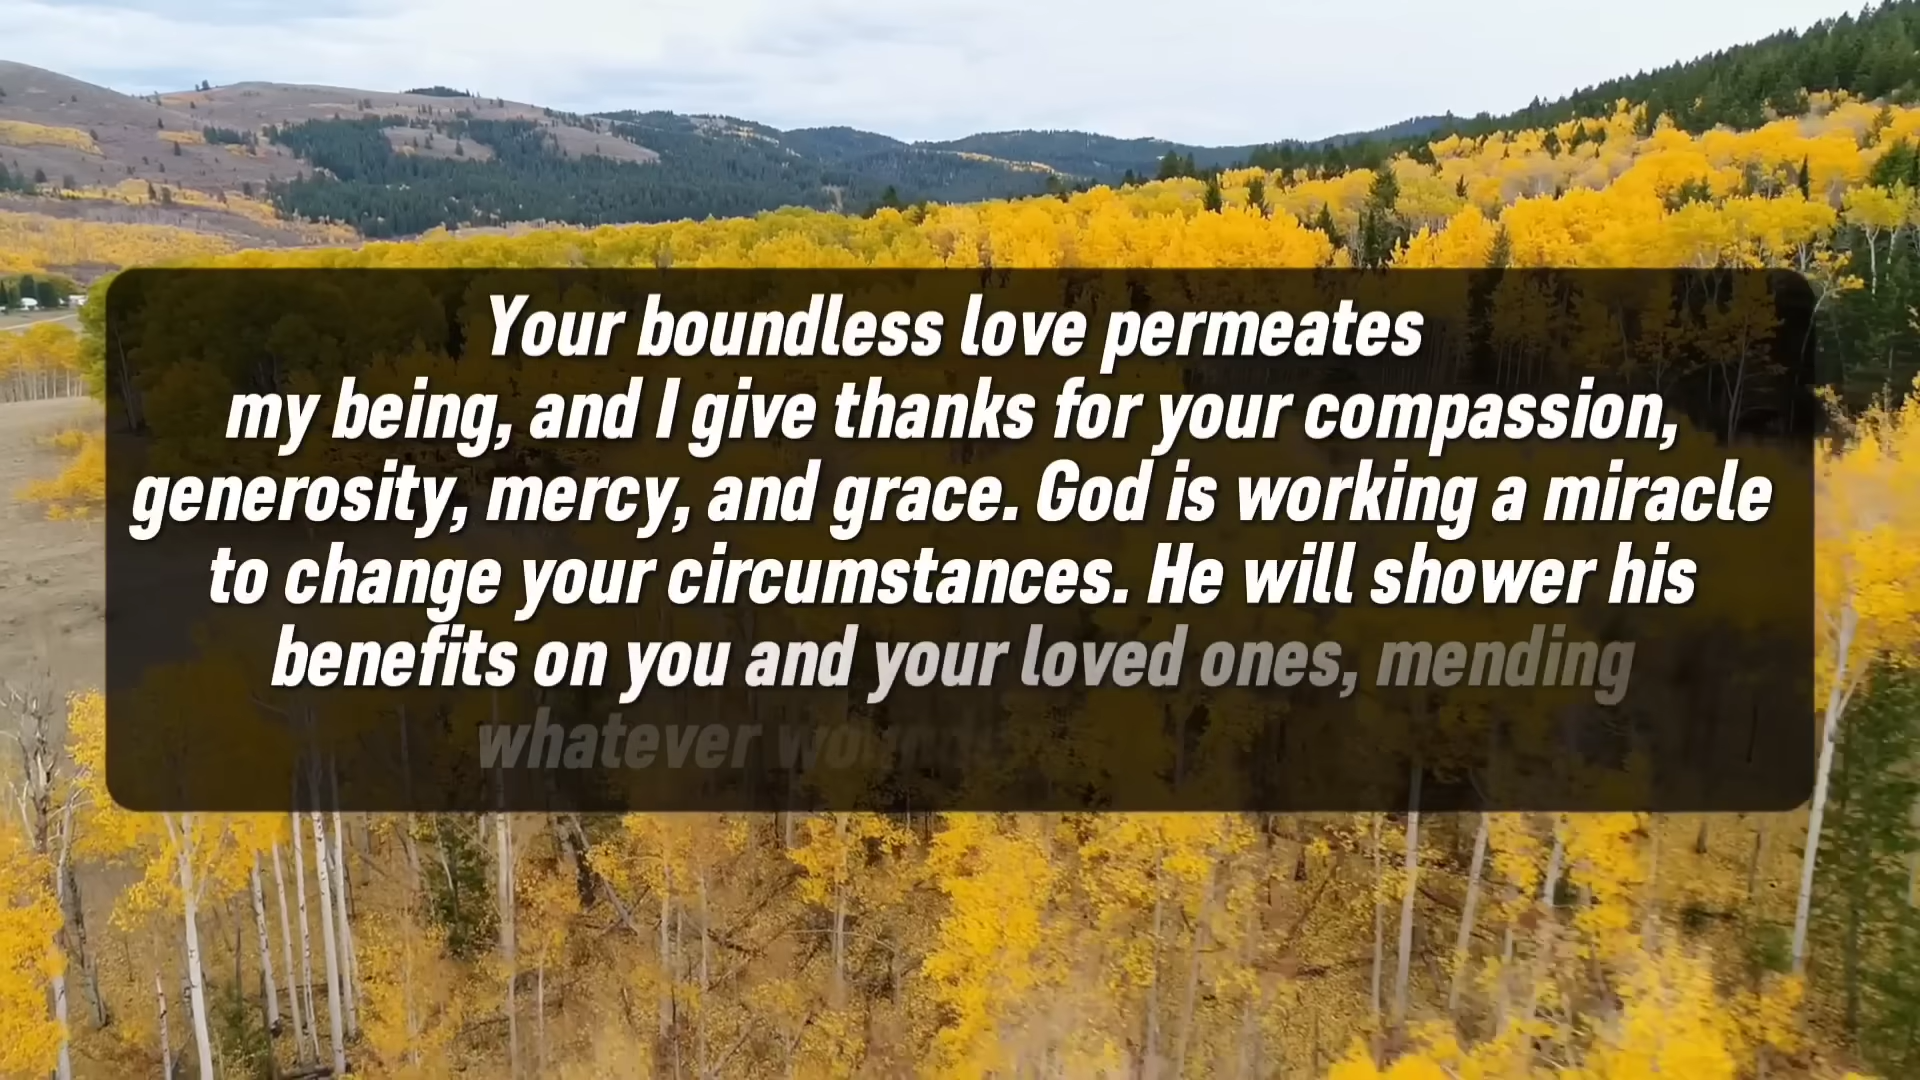 Your boundless love permeates
my being, and I give thanks for your compassion,
generosity, mercy, and grace. God is working a miracle
to change your circumstances. He will shower his
benefits on you and your loved ones, mending
whatever